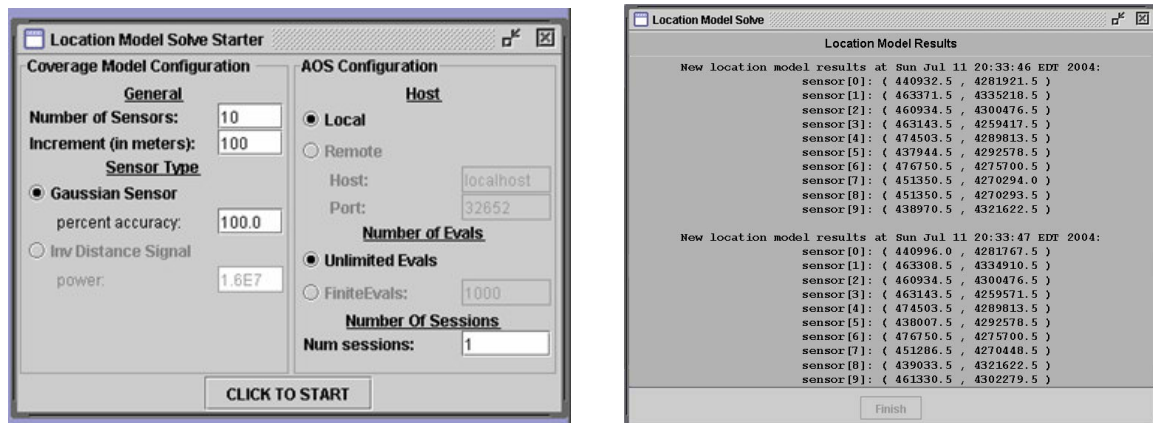 Location Model Solve Starter
Coverage Model Configuration
General
Number of Sensors: 10
Increment (in meters): 100
Sensor Type
Gaussian Sensor
percent accuracy: 100.0
Inv Distance Signal
power: 1.6E7
AOS Configuration
Host
Local
Remote
Host: localhost
Port: 32652
Number of Evals
Unlimited Evals
FiniteEvals: 1000
Number Of Sessions
Num sessions: 1
CLICK TO START
Location Model Solve
Location Model Results
New location model results at Sun Jul 11 20:33:46 EDT 2004:
sensor[0]: ( 440932.5 , 4281921.5 )
sensor[1]: ( 463371.5 , 4335218.5 )
sensor[2]: ( 460934.5 , 4300476.5 )
sensor[3]: ( 463143.5 , 4259417.5 )
sensor[4]: ( 474503.5 , 4289813.5 )
sensor[5]: ( 437944.5 , 4292578.5 )
sensor[6]: ( 476750.5 , 4275700.5 )
sensor[7]: ( 451350.5 , 4270294.0 )
sensor[8]: ( 451350.5 , 4270293.5 )
sensor[9]: ( 438970.5 , 4321622.5 )
New location model results at Sun Jul 11 20:33:47 EDT 2004:
sensor[0]: ( 440996.0 , 4281767.5 )
sensor[1]: ( 463308.5 , 4334910.5 )
sensor[2]: ( 460934.5 , 4300476.5 )
sensor[3]: ( 463143.5 , 4259571.5 )
sensor[4]: ( 474503.5 , 4289813.5 )
sensor[5]: ( 438007.5 , 4292578.5 )
sensor[6]: ( 476750.5 , 4275700.5 )
sensor[7]: ( 451286.5 , 4270448.5 )
sensor[8]: ( 439033.5 , 4321622.5 )
sensor[9]: ( 461330.5 , 4302279.5 )
Finish